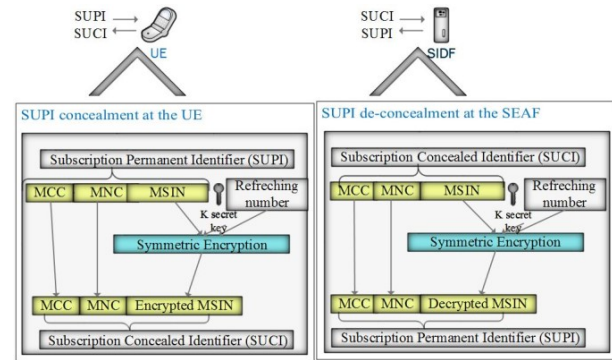 SUPI
SUCI
UE
SUPI concealment at the UE
Subscription Permanent Identifier (SUPI)
MCC MNC MSIN
Refreching number
K secret key
Symmetric Encryption
MCC MNC Encrypted MSIN
Subscription Concealed Identifier (SUCI)
SUCI
SUPI
SIDF
SUPI de-concealment at the SEAF
Subscription Concealed Identifier (SUCI)
MCC MNC MSIN
Refreching number
K secret key
Symmetric Encryption
MCC MNC Decrypted MSIN
Subscription Permanent Identifier (SUPI)